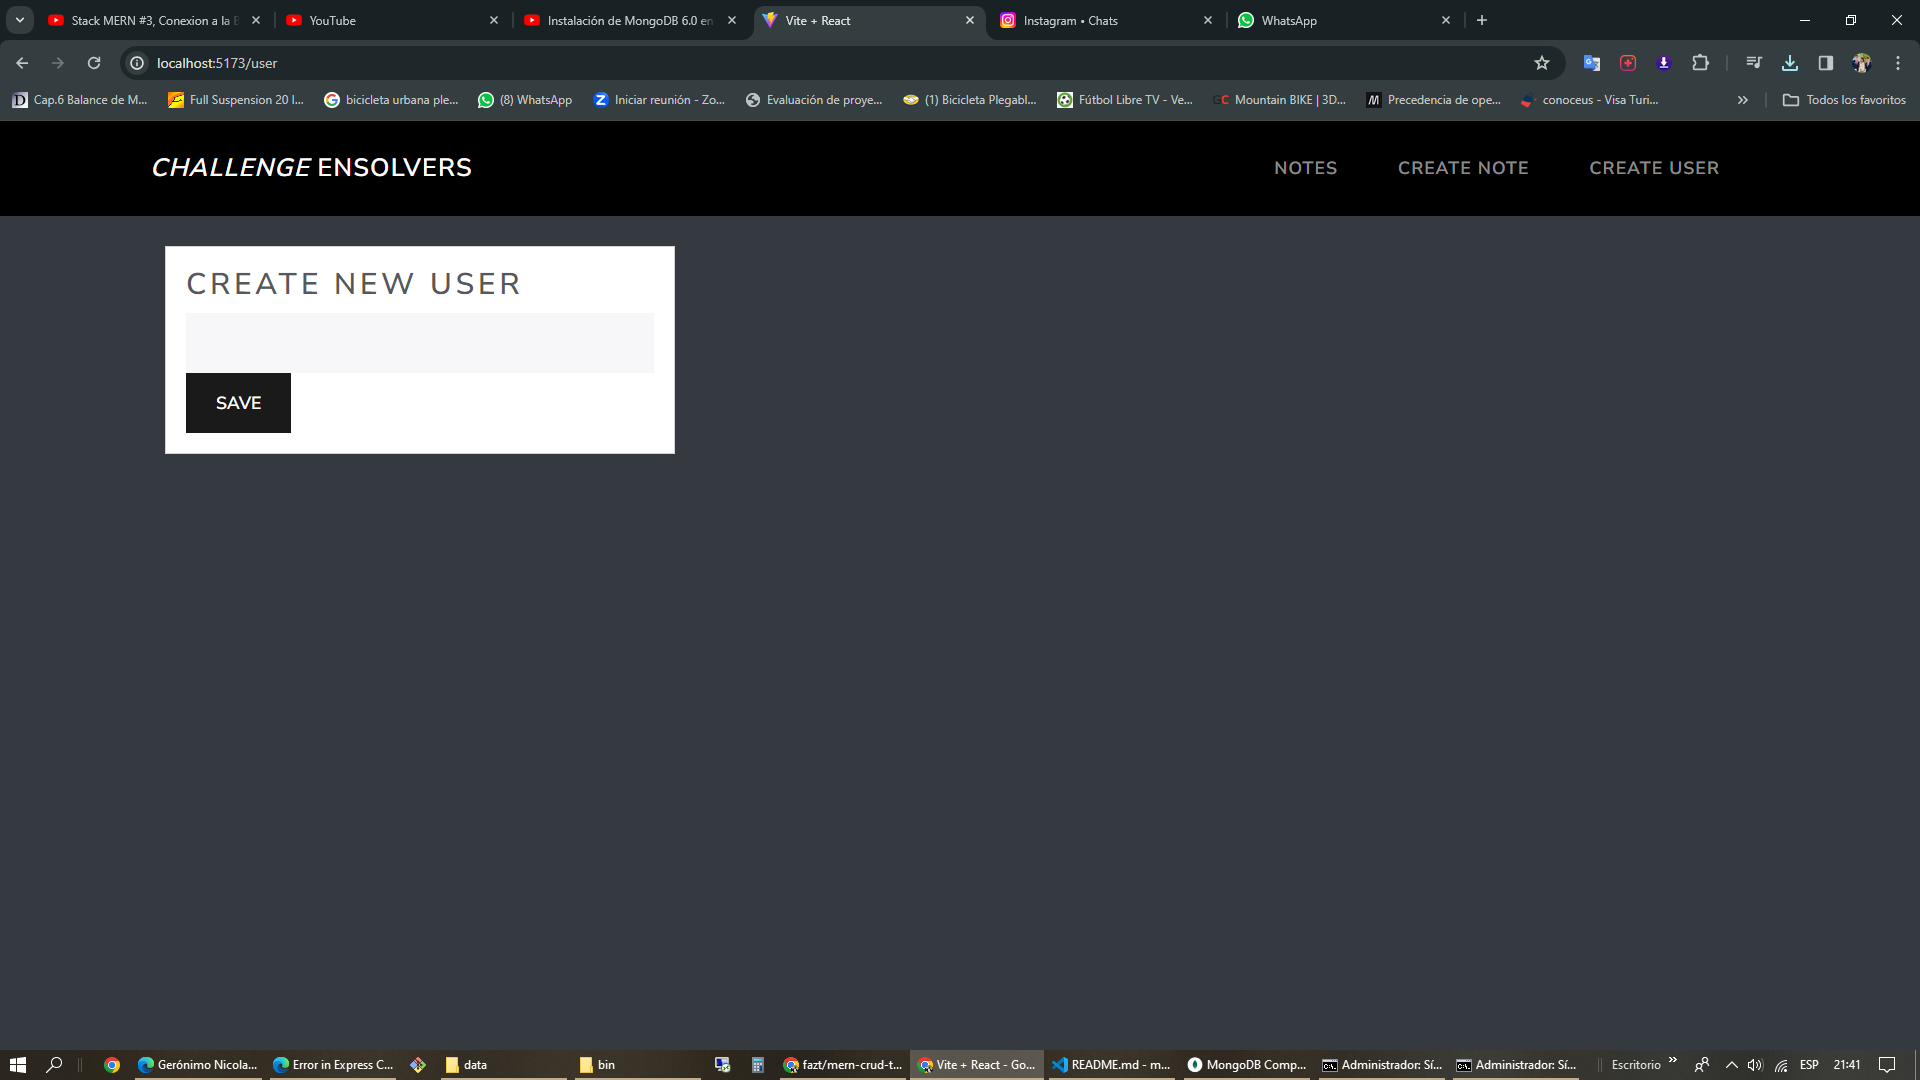 Stack MERN #3, Conexion a la B
YouTube
Instalación de MongoDB 6.0 en
Vite + React
Instagram • Chats
WhatsApp
localhost:5173/user
Cap.6 Balance de M...
Full Suspension 20 I...
bicicleta urbana ple...
(8) WhatsApp
Iniciar reunión - Zo...
Evaluación de proye...
(1) Bicicleta Plegabl...
Fútbol Libre TV - Ve...
Mountain BIKE | 3D...
Precedencia de ope...
conoceus - Visa Turi...
Todos los favoritos
CHALLENGE ENSOLVERS
NOTES
CREATE NOTE
CREATE USER
CREATE NEW USER
SAVE
Gerónimo Nicola...
Error in Express C...
data
bin
fazt/mern-crud-t...
Vite + React - Go...
README.md - m...
MongoDB Comp...
Administrador: Sí...
Administrador: Sí...
Escritorio
ESP
21:41